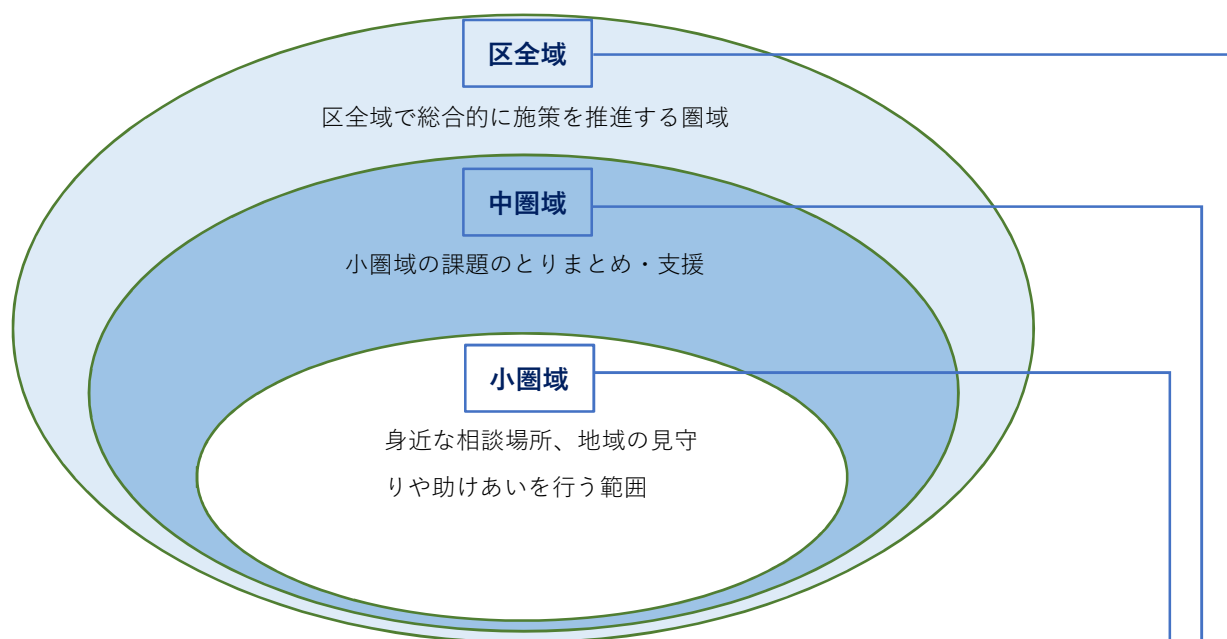 区全域
区全域で総合的に施策を推進する圏域
中圏域
小圏域の課題のとりまとめ・支援
小圏域
身近な相談場所、地域の見守
りや助けあいを行う範囲